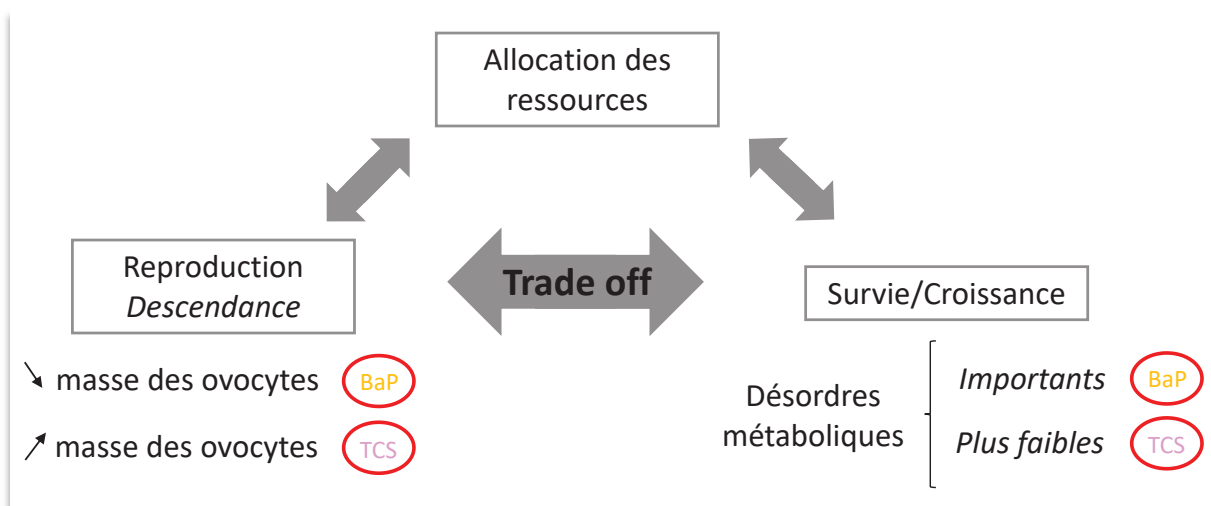 Allocation des
ressources
Reproduction
Descendance
Trade off
Survie/Croissance
masse des ovocytes BaP
masse des ovocytes TCS
Désordres
métaboliques
Importants BaP
Plus faibles TCS